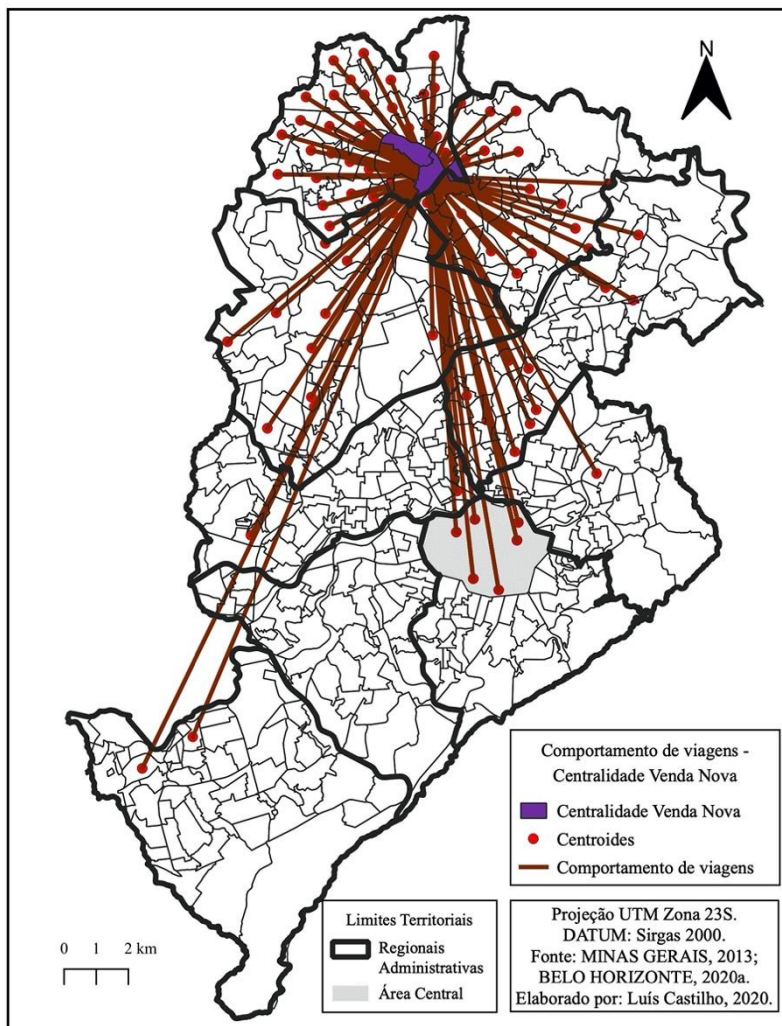 N
Comportamento de viagens -
Centralidade Venda Nova
Centralidade Venda Nova
Centroides
Comportamento de viagens
Limites Territoriais
Regionais
Administrativas
Área Central
Projeção UTM Zona 23S.
DATUM: Sirgas 2000.
Fonte: MINAS GERAIS, 2013;
BELO HORIZONTE, 2020a.
Elaborado por: Luís Castilho, 2020.
0 1 2 km